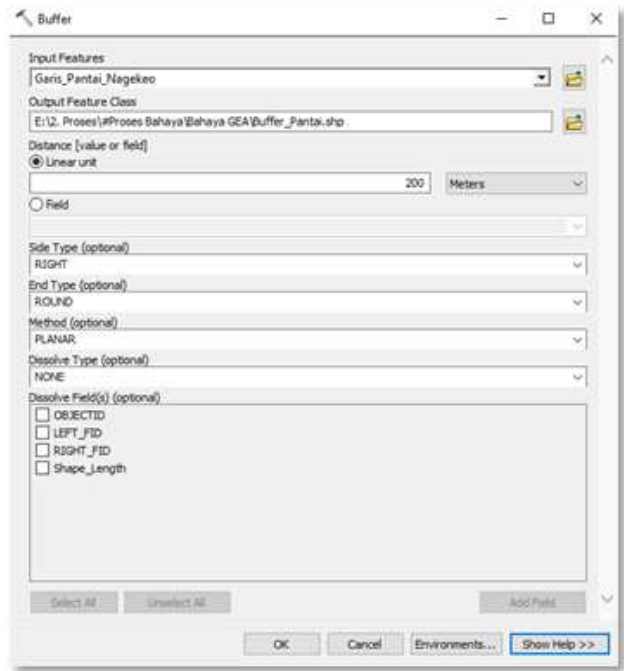 Buffer
Input Features
Garis_Pantai_Nagekeo
Output Feature Class
E:\2. Proses\#Proses Bahaya\Bahaya GEA\Buffer_Pantai.shp
Distance [value or field]
Linear unit
200 Meters
Field
Side Type (optional)
RIGHT
End Type (optional)
ROUND
Method (optional)
PLANAR
Dissolve Type (optional)
NONE
Dissolve Field(s) (optional)
OBJECTID
LEFT_FID
RIGHT_FID
Shape_Length
Select All Unselect All Add Field
OK Cancel Environments... Show Help >>